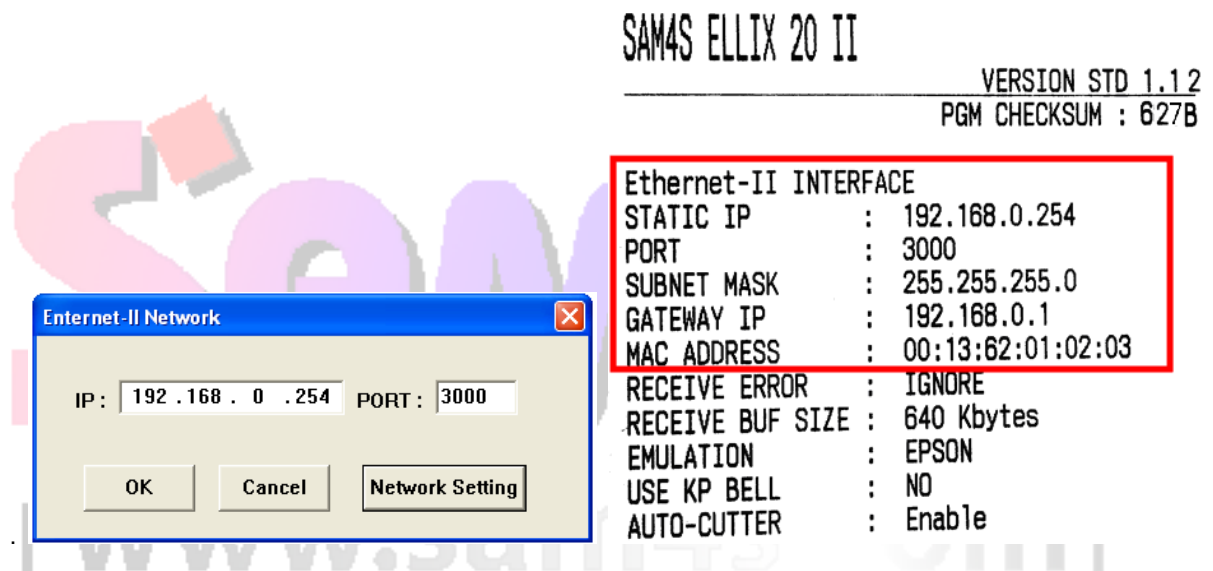 SAM4S ELLIX 20 II
VERSION STD 1.12
PGM CHECKSUM : 627B
Ethernet-II INTERFACE
STATIC IP : 192.168.0.254
PORT : 3000
SUBNET MASK : 255.255.255.0
GATEWAY IP : 192.168.0.1
MAC ADDRESS : 00:13:62:01:02:03
RECEIVE ERROR : IGNORE
RECEIVE BUF SIZE : 640 Kbytes
EMULATION : EPSON
USE KP BELL : NO
AUTO-CUTTER : Enable
Enternet-II Network
IP : 192 .168 . 0 .254 PORT : 3000
OK Cancel Network Setting